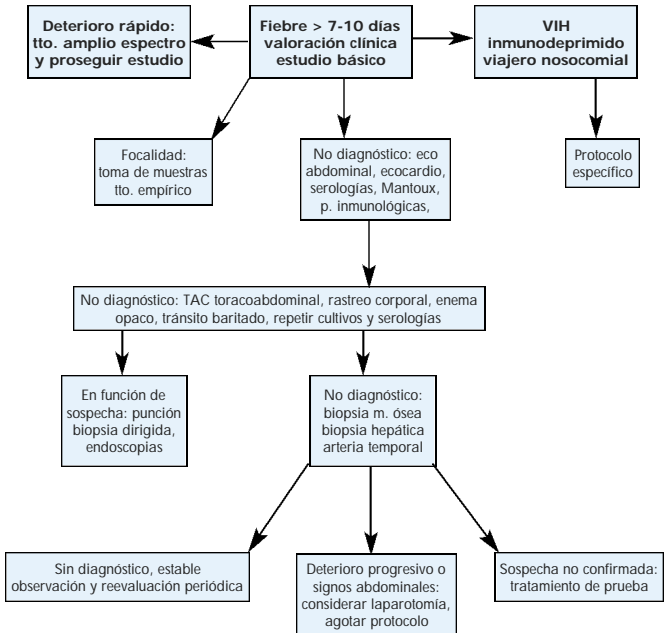 Deterioro rápido:
tto. amplio espectro
y proseguir estudio
Fiebre > 7-10 días
valoración clínica
estudio básico
VIH
inmunodeprimido
viajero nosocomial
Focalidad:
toma de muestras
tto. empírico
No diagnóstico: eco
abdominal, ecocardio,
serologías, Mantoux,
p. inmunológicas,
Protocolo
específico
No diagnóstico: TAC toracoabdominal, rastreo corporal, enema
opaco, tránsito baritado, repetir cultivos y serologías
En función de
sospecha: punción
biopsia dirigida,
endoscopias
No diagnóstico:
biopsia m. ósea
biopsia hepática
arteria temporal
Sin diagnóstico, estable
observación y reevaluación periódica
Deterioro progresivo o
signos abdominales:
considerar laparotomía,
agotar protocolo
Sospecha no confirmada:
tratamiento de prueba